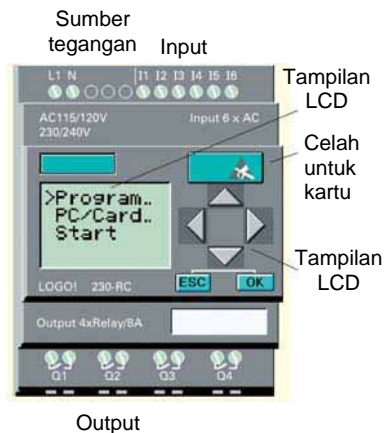 Sumber
tegangan
Input
L1 N
I1 I2 I3 I4 I5 I6
AC115/120V
230/240V
Input 6 x AC
Tampilan
LCD
Celah
untuk
kartu
>Program..
PC/Card..
Start
Tampilan
LCD
ESC
OK
LOGO! 230-RC
Output 4xRelay/8A
Q1 Q2 Q3 Q4
Output